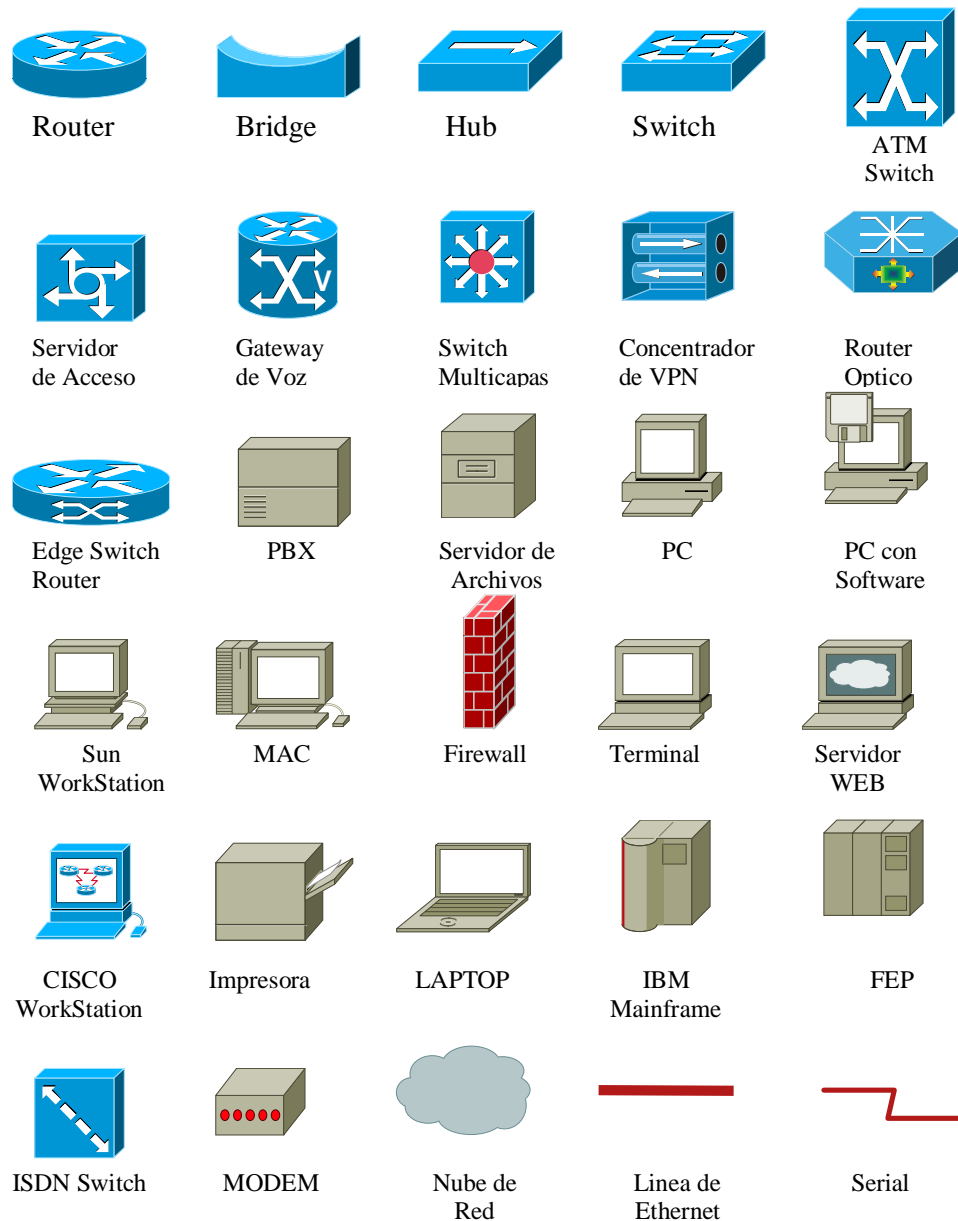 Router
Bridge
Hub
Switch
ATM
Switch
V
Servidor
de Acceso
Gateway
de Voz
Switch
Multicapas
Concentrador
de VPN
Router
Optico
Edge Switch
Router
PBX
Servidor de
Archivos
PC
PC con
Software
Sun
WorkStation
MAC
Firewall
Terminal
Servidor
WEB
CISCO
WorkStation
Impresora
LAPTOP
IBM
Mainframe
FEP
ISDN Switch
MODEM
Nube de
Red
Linea de
Ethernet
Serial